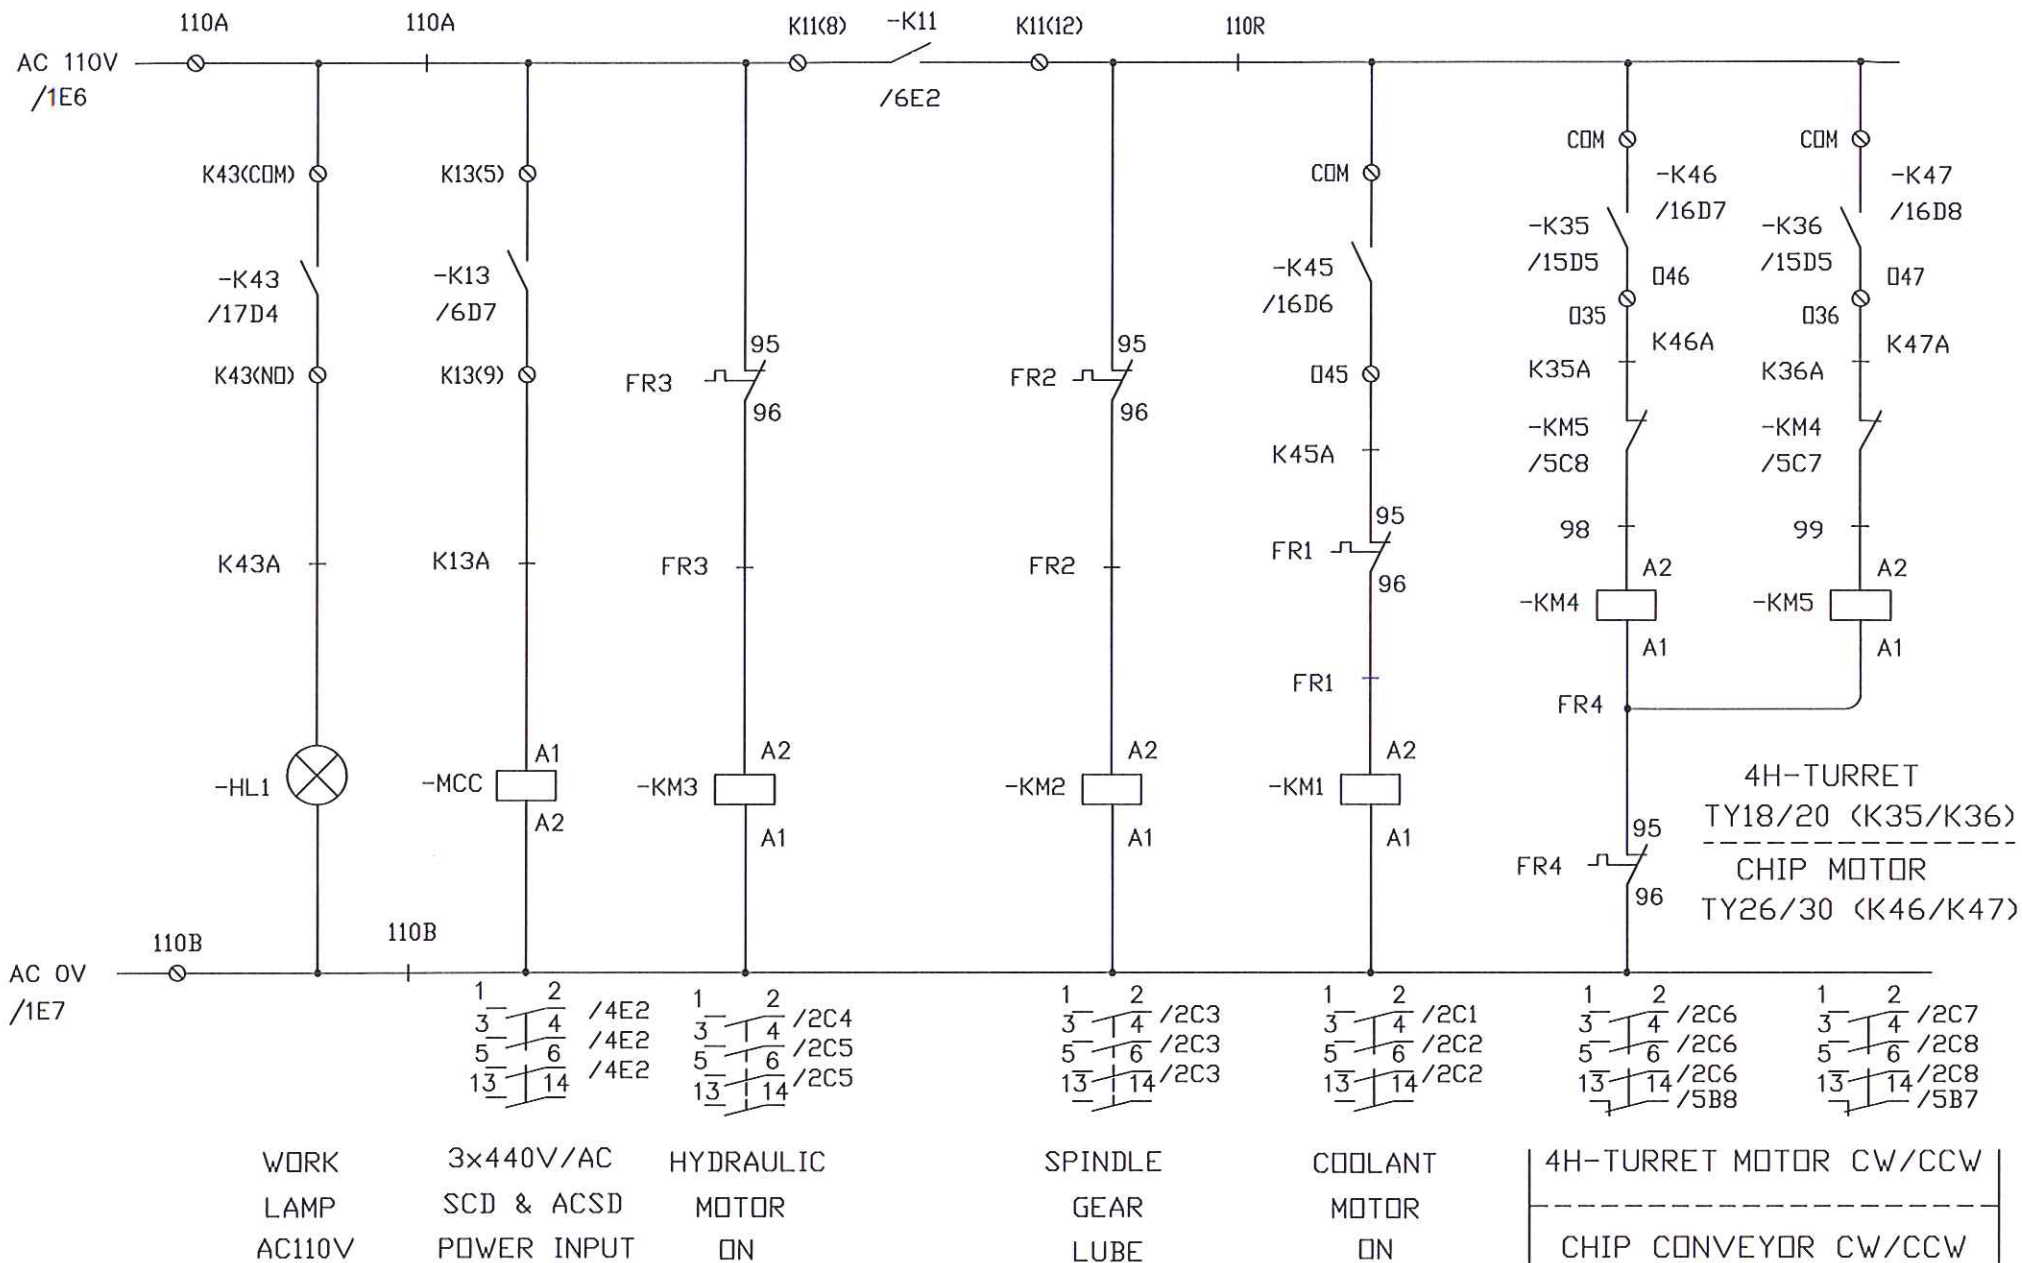 110A 110A K11(8) -K11 K11(12) 110R
AC 110V
/1E6 /6E2
COM COM
K43(COM) K13(5) COM -K46 -K47
/16D7 /16D8
-K35 -K36
-K43 -K13 -K45 /15D5 /15D5
O46 O47
/17D4 /6D7 /16D6 O35 O36
95 95 K46A K47A
K43(NO) K13(9) FR3 FR2 O45 K35A K36A
96 96
-KM5 -KM4
K45A /5C8 /5C7
95
98 99
FR1
K43A K13A FR3 FR2 96 A2 A2
-KM4 -KM5
A1 A1
FR1
FR4
A1 A2 A2 A2
-HL1 -MCC -KM3 -KM2 -KM1
A2 A1 A1 A1
4H-TURRET
TY18/20 (K35/K36)
95
FR4
96
CHIP MOTOR
TY26/30 (K46/K47)
110B 110B
AC 0V
/1E7
1 2 /4E2
3 4 /4E2
5 6 /4E2
13 14
1 2 /2C4
3 4 /2C5
5 6 /2C5
13 14
1 2 /2C3
3 4 /2C3
5 6 /2C3
13 14
1 2 /2C1
3 4 /2C2
5 6 /2C2
13 14
1 2 /2C6
3 4 /2C6
5 6 /2C6
13 14 /5B8
1 2 /2C7
3 4 /2C8
5 6 /2C8
13 14 /5B7
WORK
LAMP
AC110V
3x440V/AC
SCD & ACSD
POWER INPUT
HYDRAULIC
MOTOR
ON
SPINDLE
GEAR
LUBE
COOLANT
MOTOR
ON
4H-TURRET MOTOR CW/CCW
CHIP CONVEYOR CW/CCW